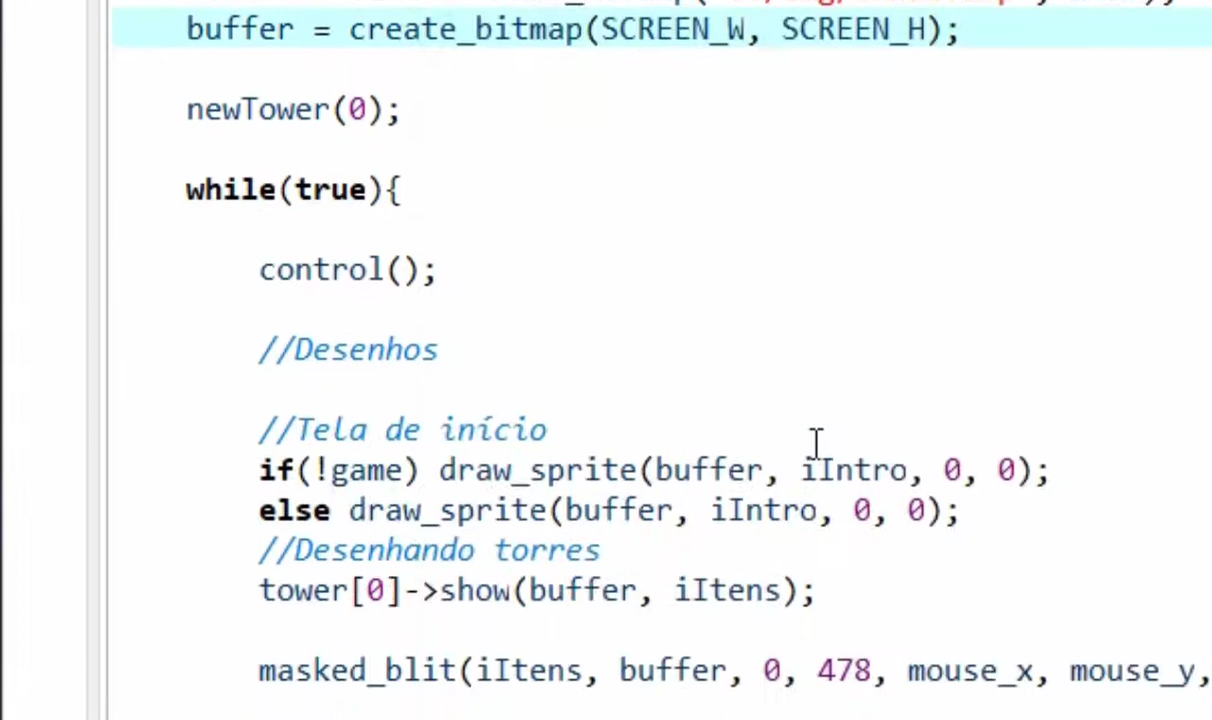 buffer = create_bitmap(SCREEN_W, SCREEN_H);
newTower(0);
while(true){
control();
//Desenhos
//Tela de início
if(!game) draw_sprite(buffer, iIntro, 0, 0);
else draw_sprite(buffer, iIntro, 0, 0);
//Desenhando torres
tower[0]->show(buffer, iItens);
masked_blit(iItens, buffer, 0, 478, mouse_x, mouse_y,